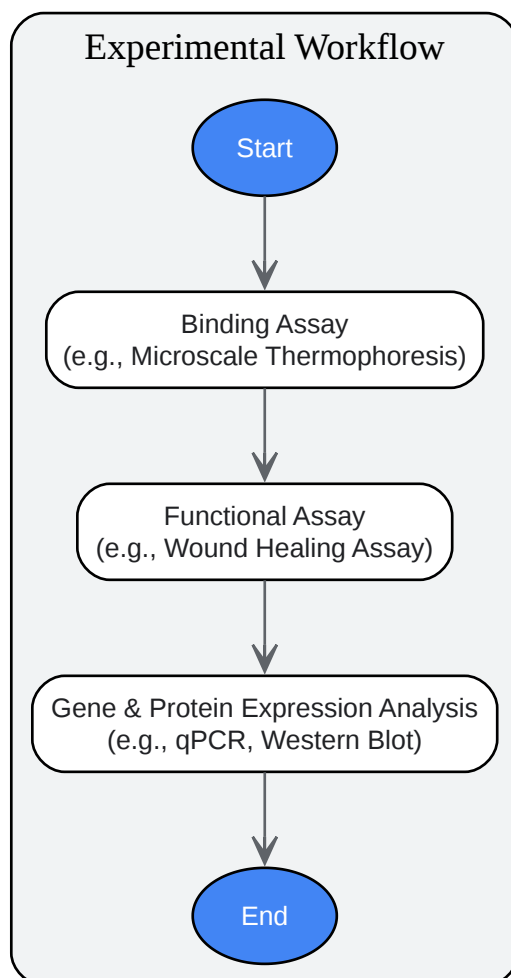 Experimental Workflow
Start
Binding Assay
(e.g., Microscale Thermophoresis)
Functional Assay
(e.g., Wound Healing Assay)
Gene & Protein Expression Analysis
(e.g., qPCR, Western Blot)
End